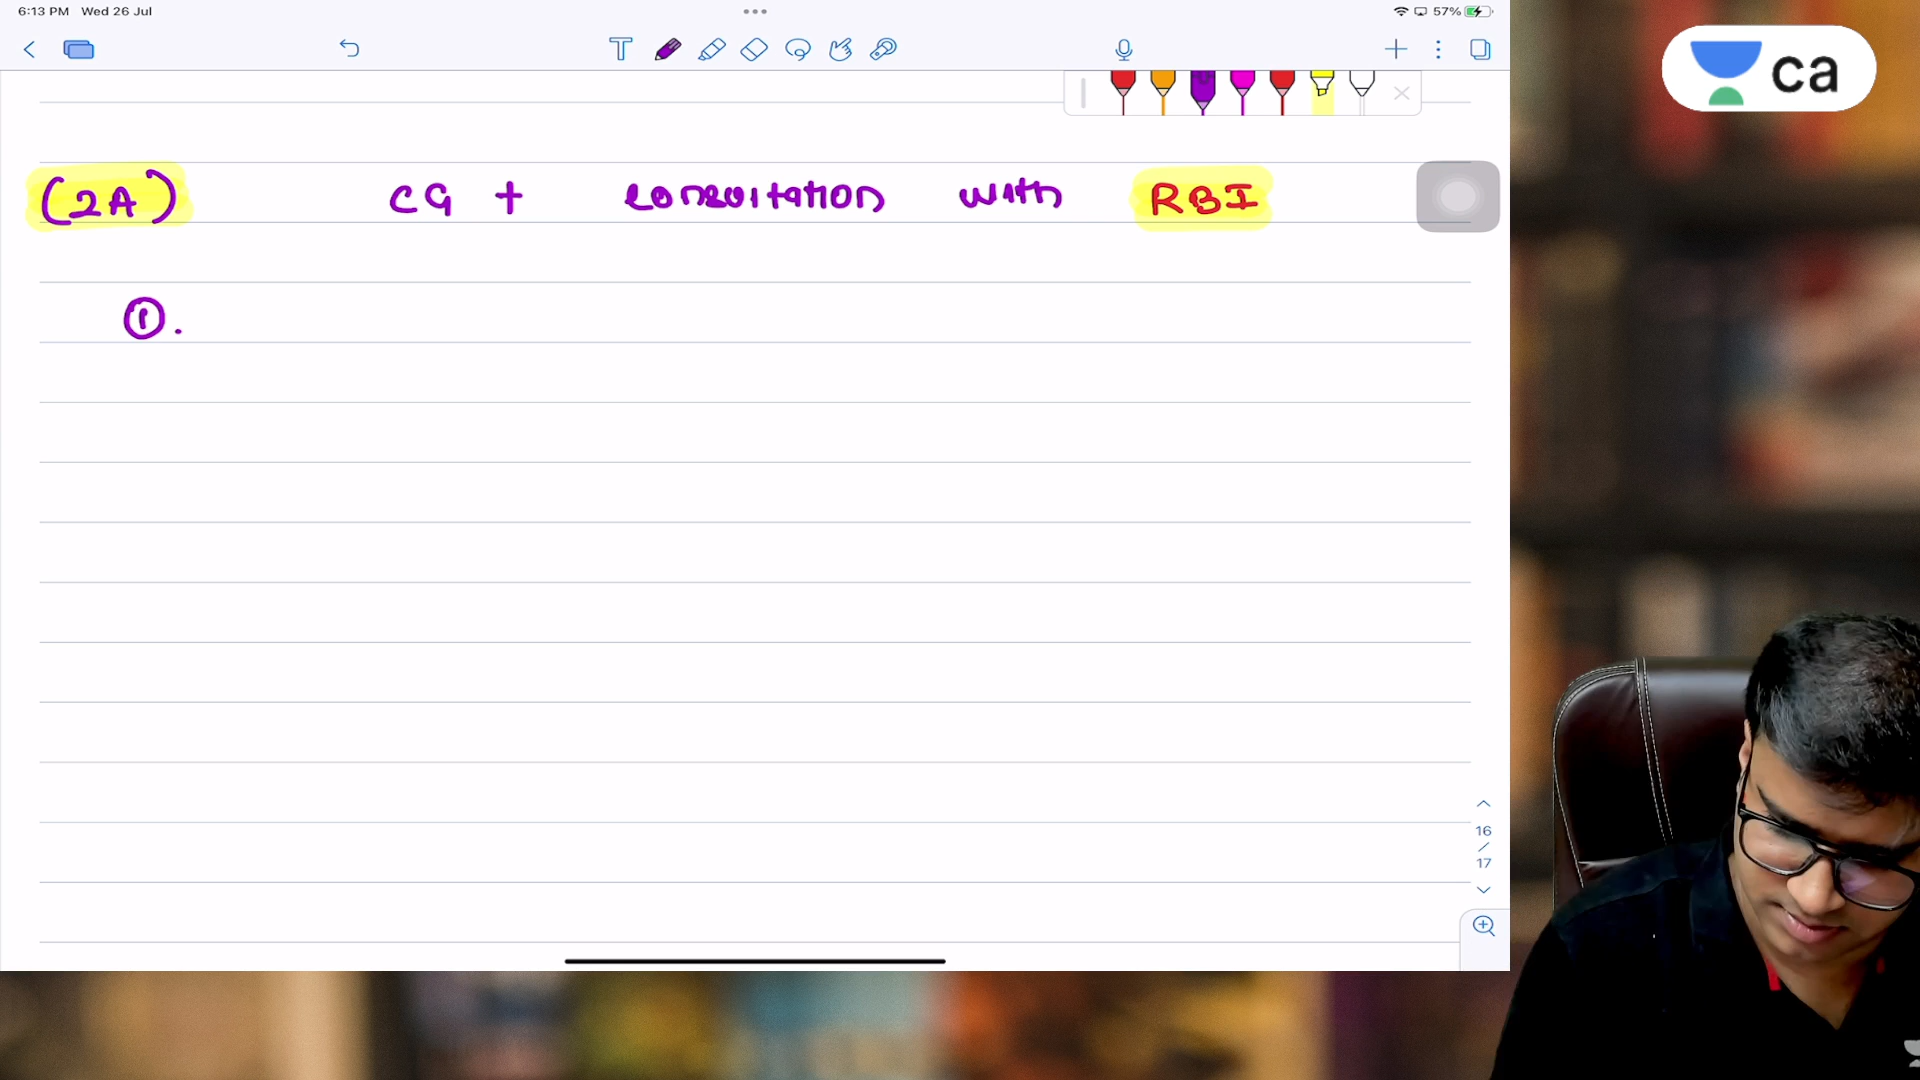 6:13 PM Wed 26 Jul
57%
ca
(2A) CG + consultation with RBI
①.
16
/
17